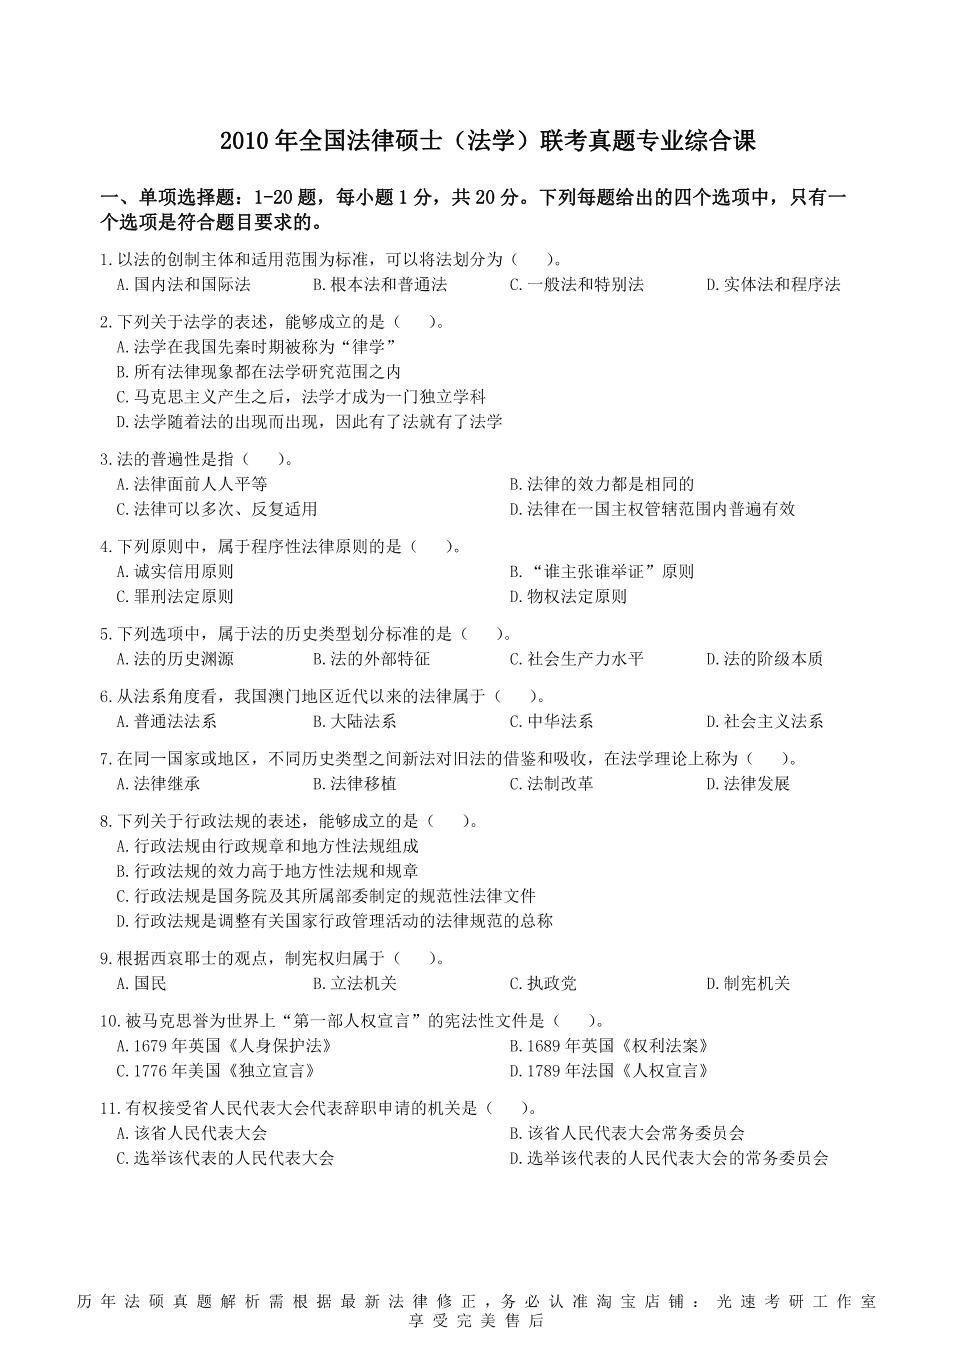 2010 年全国法律硕士（法学）联考真题专业综合课
一、单项选择题：1-20 题，每小题 1 分，共 20 分。下列每题给出的四个选项中，只有一
个选项是符合题目要求的。
1.以法的创制主体和适用范围为标准，可以将法划分为（　　）。
A.国内法和国际法　B.根本法和普通法　C.一般法和特别法　D.实体法和程序法
2.下列关于法学的表述，能够成立的是（　　）。
A.法学在我国先秦时期被称为“律学”
B.所有法律现象都在法学研究范围之内
C.马克思主义产生之后，法学才成为一门独立学科
D.法学随着法的出现而出现，因此有了法就有了法学
3.法的普遍性是指（　　）。
A.法律面前人人平等　B.法律的效力都是相同的
C.法律可以多次、反复适用　D.法律在一国主权管辖范围内普遍有效
4.下列原则中，属于程序性法律原则的是（　　）。
A.诚实信用原则　B.“谁主张谁举证”原则
C.罪刑法定原则　D.物权法定原则
5.下列选项中，属于法的历史类型划分标准的是（　　）。
A.法的历史渊源　B.法的外部特征　C.社会生产力水平　D.法的阶级本质
6.从法系角度看，我国澳门地区近代以来的法律属于（　　）。
A.普通法法系　B.大陆法系　C.中华法系　D.社会主义法系
7.在同一国家或地区，不同历史类型之间新法对旧法的借鉴和吸收，在法学理论上称为（　　）。
A.法律继承　B.法律移植　C.法制改革　D.法律发展
8.下列关于行政法规的表述，能够成立的是（　　）。
A.行政法规由行政规章和地方性法规组成
B.行政法规的效力高于地方性法规和规章
C.行政法规是国务院及其所属部委制定的规范性法律文件
D.行政法规是调整有关国家行政管理活动的法律规范的总称
9.根据西哀耶士的观点，制宪权归属于（　　）。
A.国民　B.立法机关　C.执政党　D.制宪机关
10.被马克思誉为世界上“第一部人权宣言”的宪法性文件是（　　）。
A.1679 年英国《人身保护法》　B.1689 年英国《权利法案》
C.1776 年美国《独立宣言》　D.1789 年法国《人权宣言》
11.有权接受省人民代表大会代表辞职申请的机关是（　　）。
A.该省人民代表大会　B.该省人民代表大会常务委员会
C.选举该代表的人民代表大会　D.选举该代表的人民代表大会的常务委员会
历年法硕真题解析需根据最新法律修正,务必认准淘宝店铺：光速考研工作室
享受完美售后